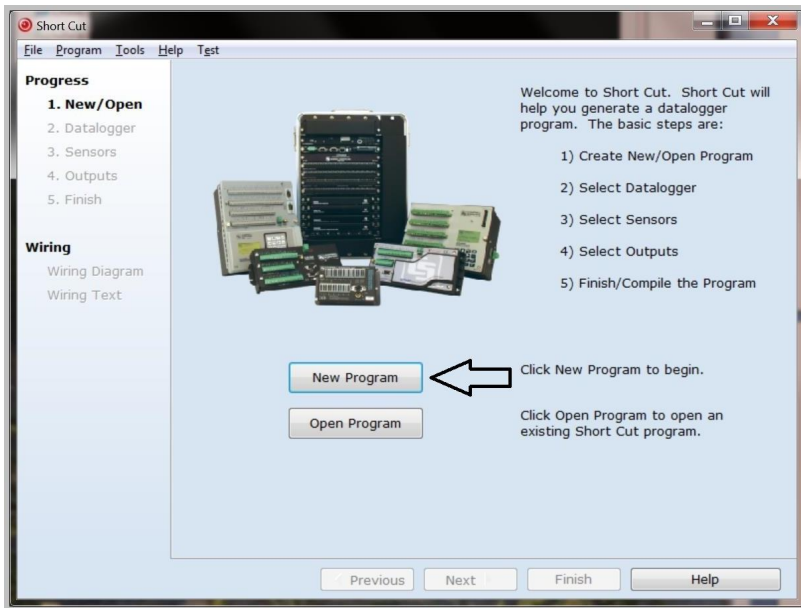 Short Cut
File Program Tools Help Test
Progress
1. New/Open
2. Datalogger
3. Sensors
4. Outputs
5. Finish
Wiring
Wiring Diagram
Wiring Text
Welcome to Short Cut. Short Cut will
help you generate a datalogger
program. The basic steps are:
1) Create New/Open Program
2) Select Datalogger
3) Select Sensors
4) Select Outputs
5) Finish/Compile the Program
New Program
Click New Program to begin.
Open Program
Click Open Program to open an
existing Short Cut program.
Previous
Next
Finish
Help